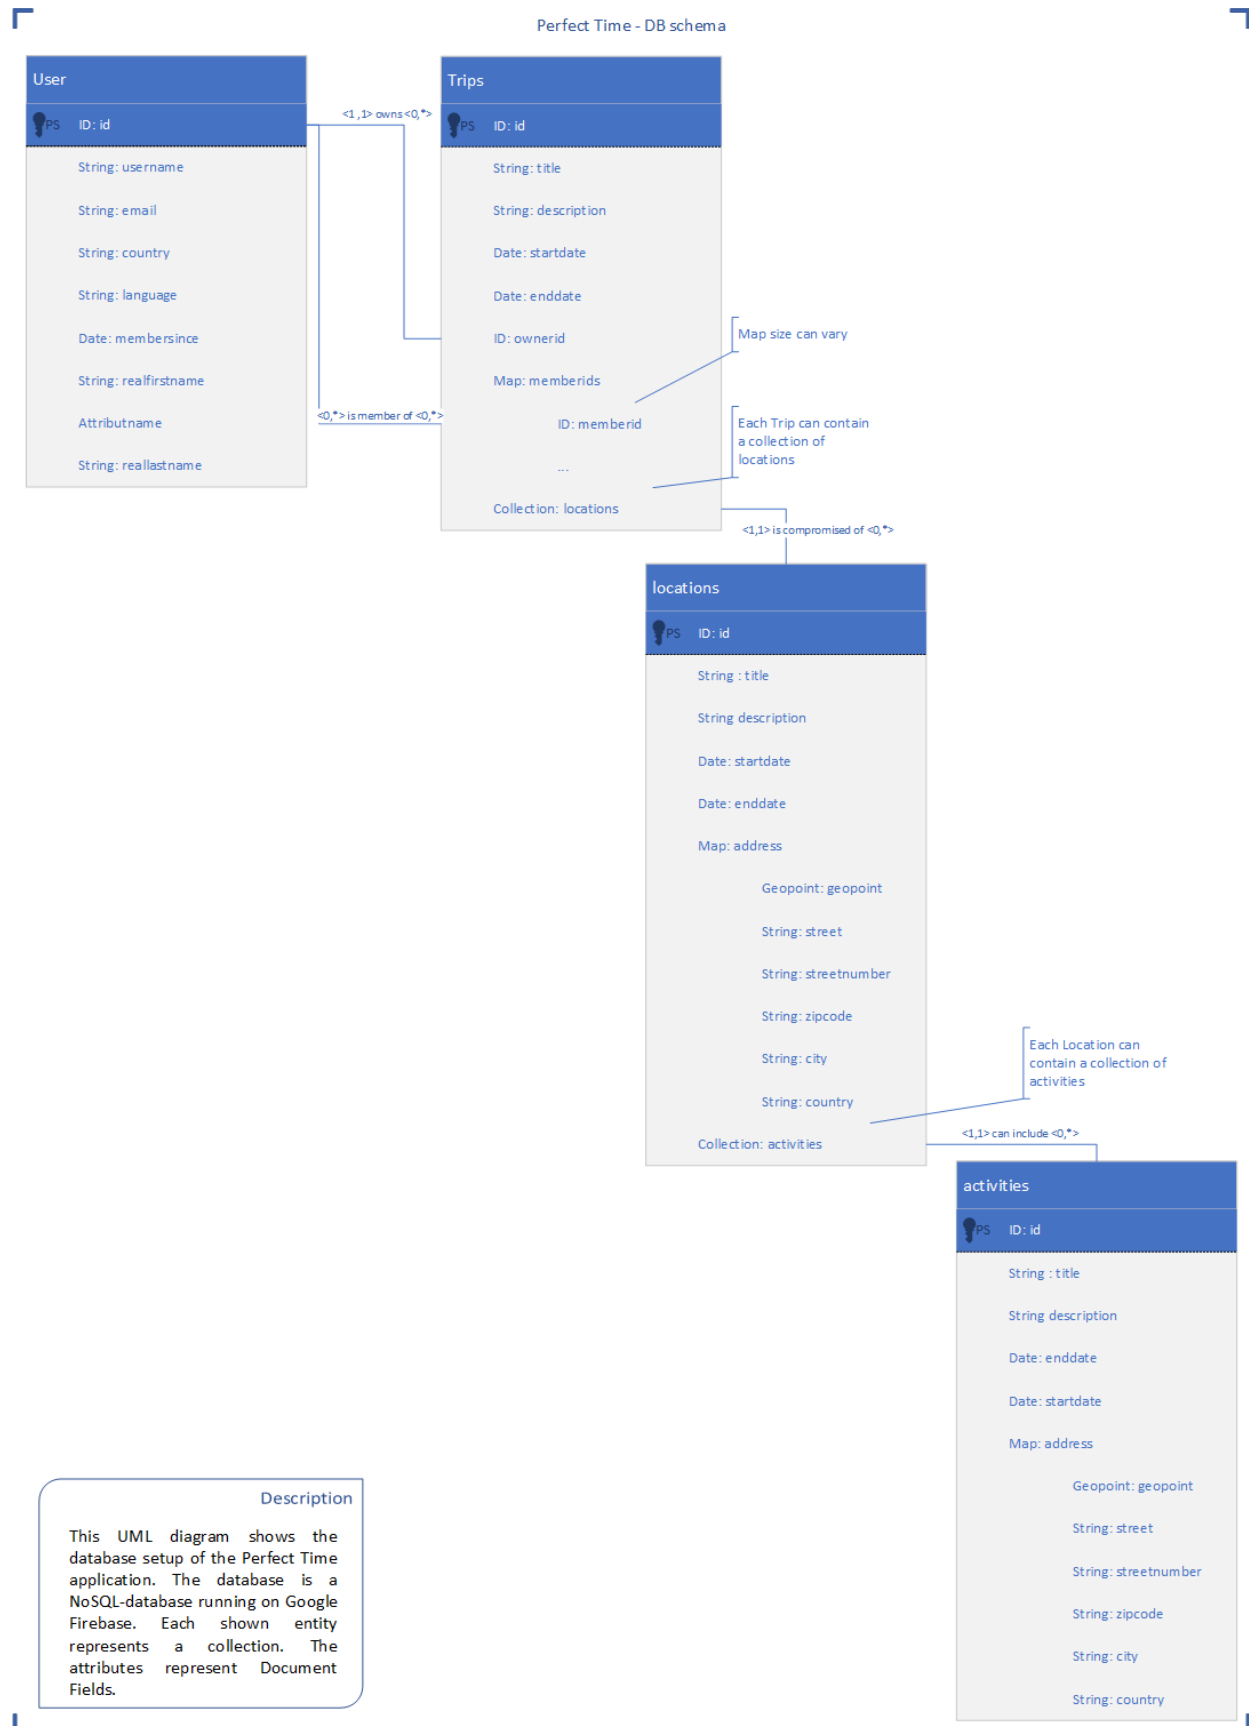 Perfect Time - DB schema
User
PS ID: id
String: username
String: email
String: country
String: language
Date: membersince
String: realfirstname
Attributname
String: reallastname
<1,1> owns <0,*>
<0,*> is member of <0,*>
Trips
PS ID: id
String: title
String: description
Date: startdate
Date: enddate
ID: ownerid
Map: memberids
ID: memberid
...
Collection: locations
Map size can vary
Each Trip can contain
a collection of
locations
<1,1> is compromised of <0,*>
locations
PS ID: id
String : title
String description
Date: startdate
Date: enddate
Map: address
Geopoint: geopoint
String: street
String: streetnumber
String: zipcode
String: city
String: country
Collection: activities
Each Location can
contain a collection of
activities
<1,1> can include <0,*>
activities
PS ID: id
String : title
String description
Date: enddate
Date: startdate
Map: address
Geopoint: geopoint
String: street
String: streetnumber
String: zipcode
String: city
String: country
Description
This UML diagram shows the
database setup of the Perfect Time
application. The database is a
NoSQL-database running on Google
Firebase. Each shown entity
represents a collection. The
attributes represent Document
Fields.